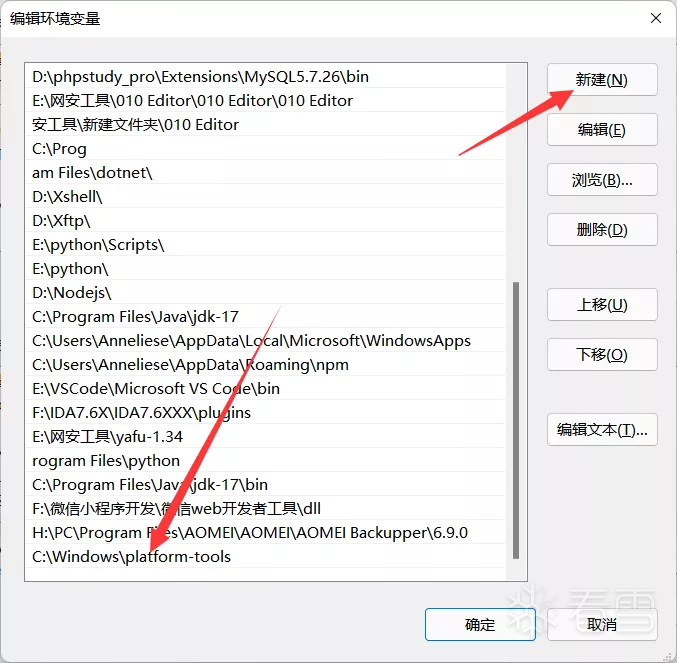 编辑环境变量
D:\phpstudy_pro\Extensions\MySQL5.7.26\bin
E:\网安工具\010 Editor\010 Editor\010 Editor
安工具\新建文件夹\010 Editor
C:\Prog
am Files\dotnet\
D:\Xshell\
D:\Xftp\
E:\python\Scripts\
E:\python\
D:\Nodejs\
C:\Program Files\Java\jdk-17
C:\Users\Anneliese\AppData\Local\Microsoft\WindowsApps
C:\Users\Anneliese\AppData\Roaming\npm
E:\VSCode\Microsoft VS Code\bin
F:\IDA7.6X\IDA7.6XXX\plugins
E:\网安工具\yafu-1.34
rogram Files\python
C:\Program Files\Java\jdk-17\bin
F:\微信小程序开发\微信web开发者工具\dll
H:\PC\Program Files\AOMEI\AOMEI\AOMEI Backupper\6.9.0
C:\Windows\platform-tools
新建(N)
编辑(E)
浏览(B)...
删除(D)
上移(U)
下移(O)
编辑文本(T)...
确定
取消
看雪